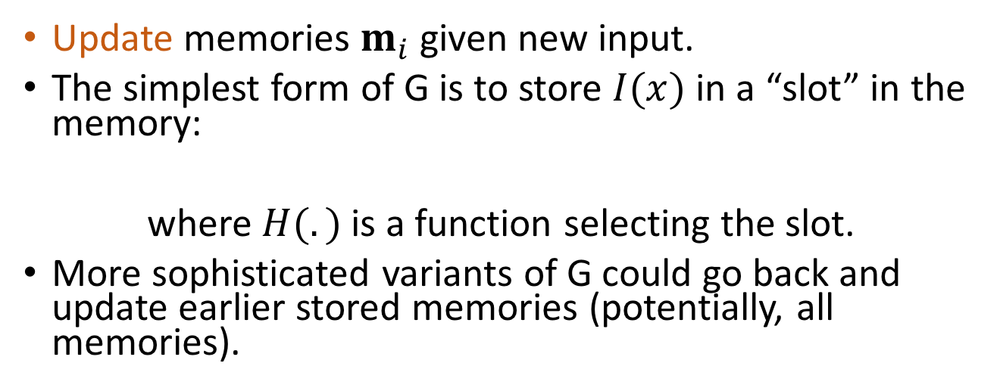 • Update memories 𝐦ᵢ given new input.
• The simplest form of G is to store 𝐼(𝑥) in a “slot” in the
memory:
where 𝐻(.) is a function selecting the slot.
• More sophisticated variants of G could go back and
update earlier stored memories (potentially, all
memories).